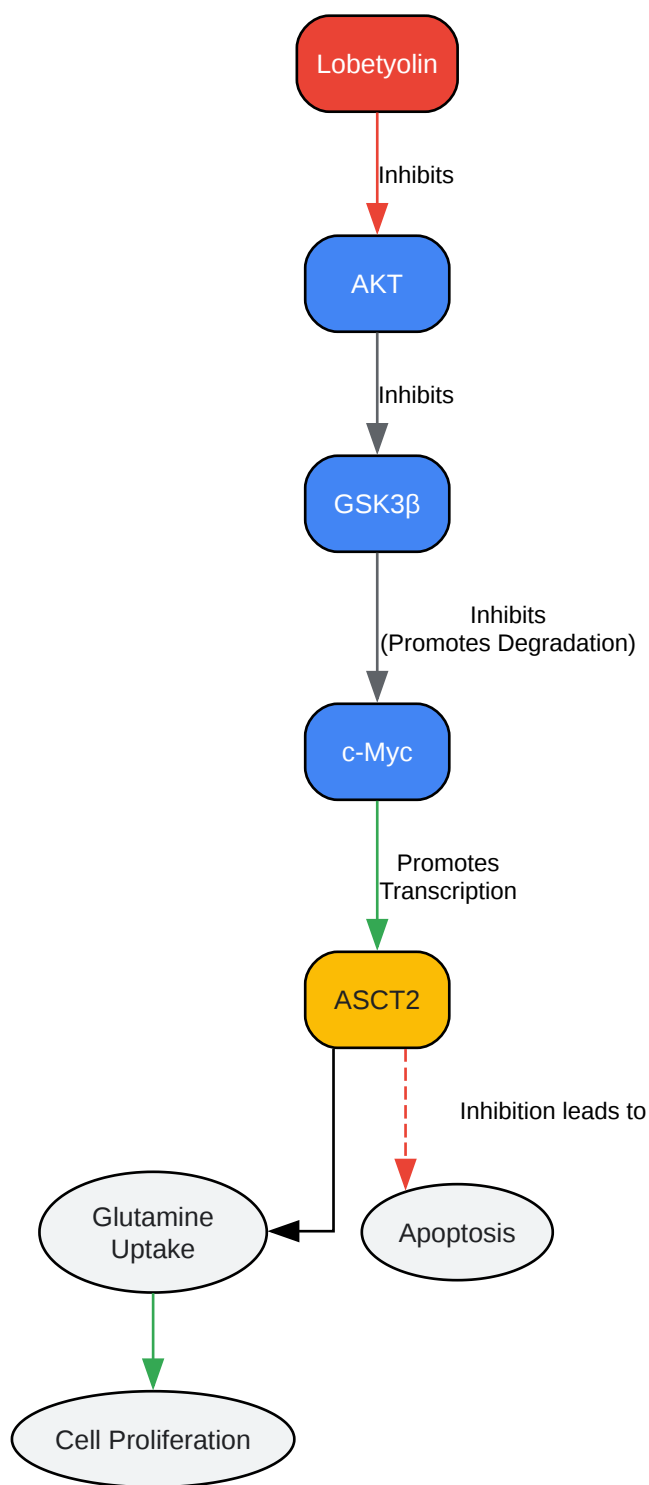 Lobetyolin
Inhibits
AKT
Inhibits
GSK3β
Inhibits
(Promotes Degradation)
c-Myc
Promotes
Transcription
ASCT2
Inhibition leads to
Glutamine
Uptake
Apoptosis
Cell Proliferation